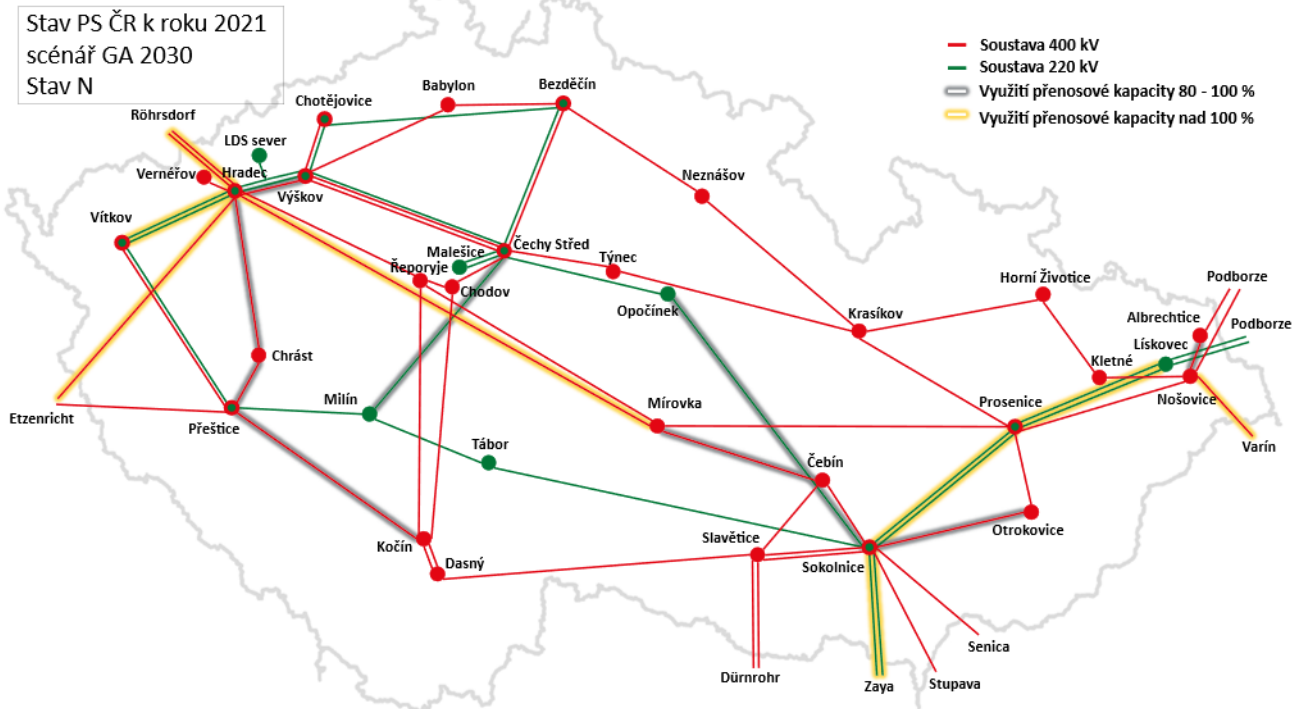 Stav PS ČR k roku 2021
scénář GA 2030
Stav N
Soustava 400 kV
Soustava 220 kV
Využití přenosové kapacity 80 - 100 %
Využití přenosové kapacity nad 100 %
Babylon
Bezděčín
Chotějovice
Röhrsdorf
LDS sever
Vernéřov
Hradec
Výškov
Neznášov
Vítkov
Malešice
Čechy Střed
Týnec
Řeporyje
Chodov
Opočínek
Krasíkov
Horní Životice
Podborze
Albrechtice
Podborze
Lískovec
Kletné
Nošovice
Chrást
Milín
Mírovka
Prosenice
Etzenricht
Přeštice
Varín
Tábor
Čebín
Otrokovice
Kočín
Dasný
Slavětice
Sokolnice
Senica
Dürnrohr
Zaya
Stupava